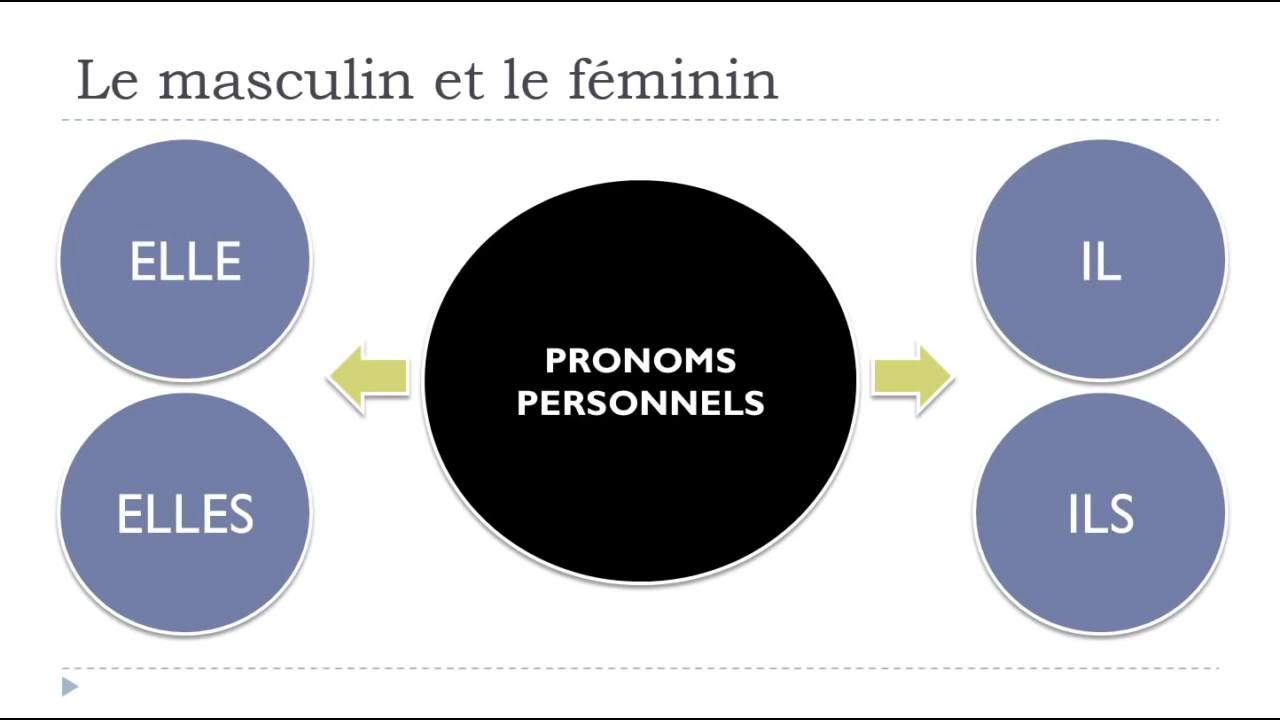 Le masculin et le féminin
ELLE
ELLES
PRONOMS
PERSONNELS
IL
ILS